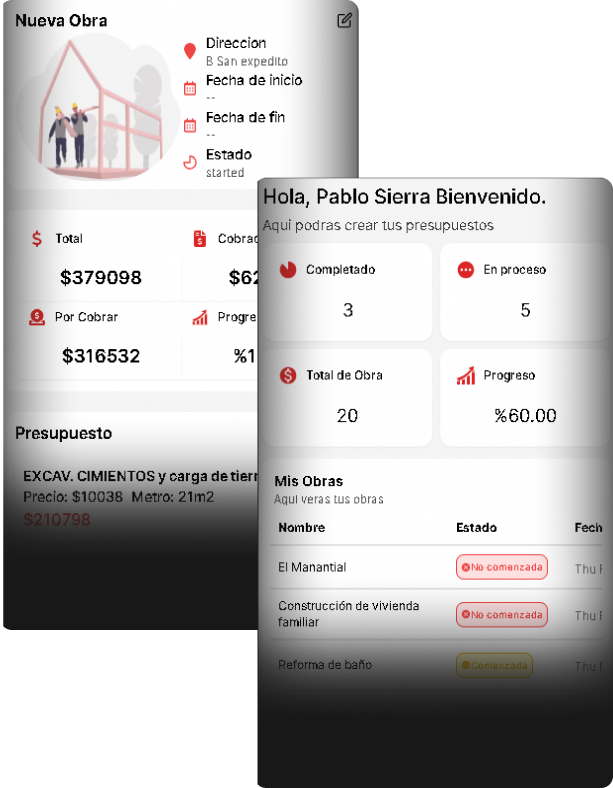 Nueva Obra
Direccion
B San expedito
Fecha de inicio
--
Fecha de fin
--
Estado
started
Total
$379098
Por Cobrar
$316532
%1
Presupuesto
EXCAV. CIMIENTOS y carga de
Precio: $10038 Metro: 21m2
$210798
Hola, Pablo Sierra Bienvenido.
Aqui podras crear tus presupuestos
Completado
3
En proceso
5
Total de Obra
20
Progreso
%60.00
Mis Obras
Aqui veras tus obras
Nombre Estado Fech
El Manantial No comenzada Thu F
Construcción de vivienda
familiar No comenzada Thu F
Reforma de baño Comenzada Thu F